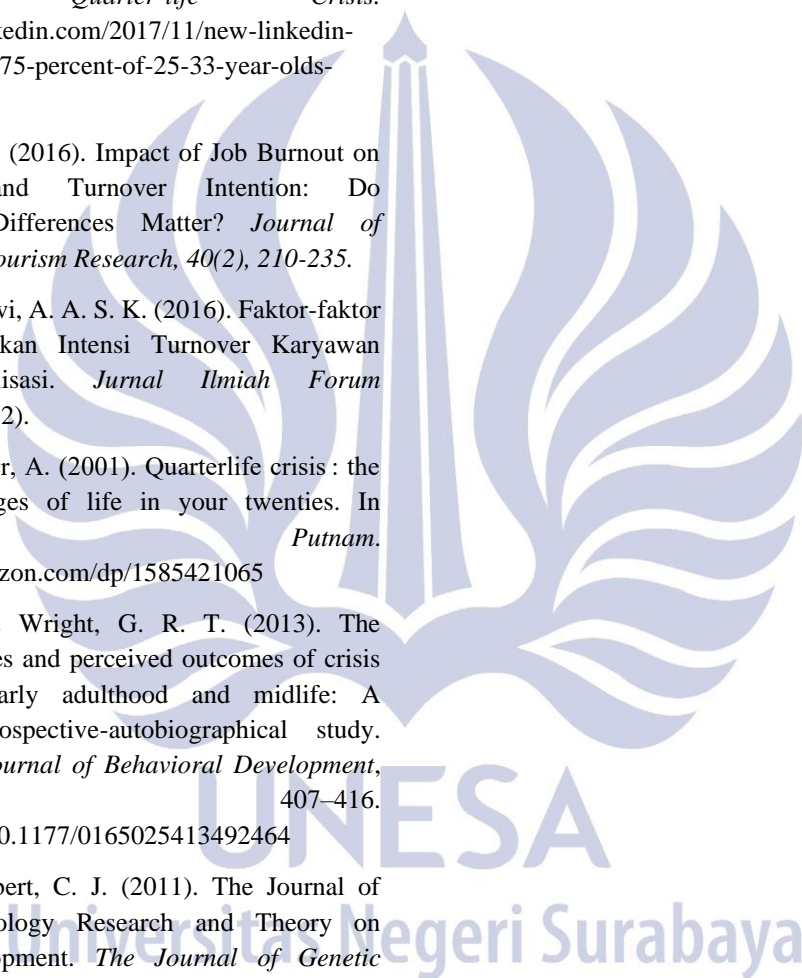 Quarter-life Crisis.
kedin.com/2017/11/new-linkedin-
75-percent-of-25-33-year-olds-
(2016). Impact of Job Burnout on
and Turnover Intention: Do
Differences Matter? Journal of
ourism Research, 40(2), 210-235.
vi, A. A. S. K. (2016). Faktor-faktor
kan Intensi Turnover Karyawan
isasi. Jurnal Ilmiah Forum
2).
r, A. (2001). Quarterlife crisis : the
ges of life in your twenties. In
Putnam.
zon.com/dp/1585421065
Wright, G. R. T. (2013). The
es and perceived outcomes of crisis
arly adulthood and midlife: A
ospective-autobiographical study.
ournal of Behavioral Development,
407–416.
0.1177/0165025413492464
bert, C. J. (2011). The Journal of
ology Research and Theory on
opment. The Journal of Genetic
UNESA
Universitas Negeri Surabaya